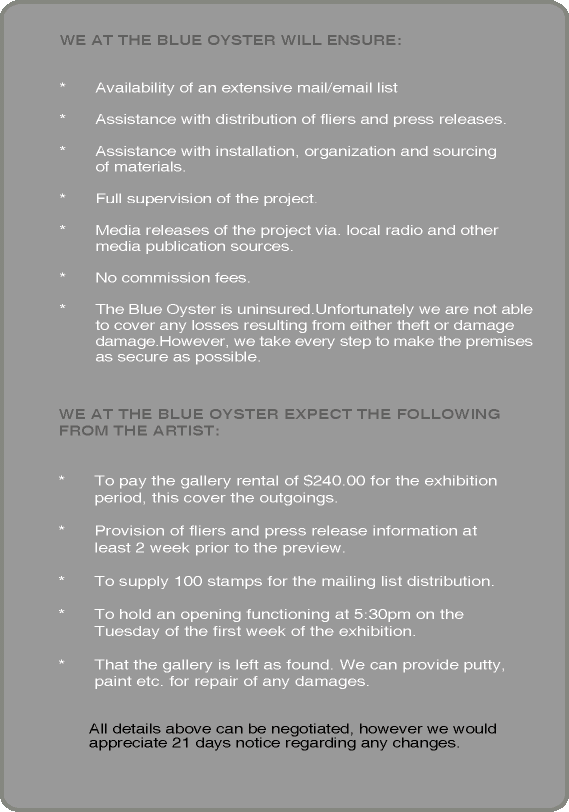 WE AT THE BLUE OYSTER WILL ENSURE:
* Availability of an extensive mail/email list
* Assistance with distribution of fliers and press releases.
* Assistance with installation, organization and sourcing
of materials.
* Full supervision of the project.
* Media releases of the project via. local radio and other
media publication sources.
* No commission fees.
* The Blue Oyster is uninsured.Unfortunately we are not able
to cover any losses resulting from either theft or damage
damage.However, we take every step to make the premises
as secure as possible.
WE AT THE BLUE OYSTER EXPECT THE FOLLOWING
FROM THE ARTIST:
* To pay the gallery rental of $240.00 for the exhibition
period, this cover the outgoings.
* Provision of fliers and press release information at
least 2 week prior to the preview.
* To supply 100 stamps for the mailing list distribution.
* To hold an opening functioning at 5:30pm on the
Tuesday of the first week of the exhibition.
* That the gallery is left as found. We can provide putty,
paint etc. for repair of any damages.
All details above can be negotiated, however we would
appreciate 21 days notice regarding any changes.